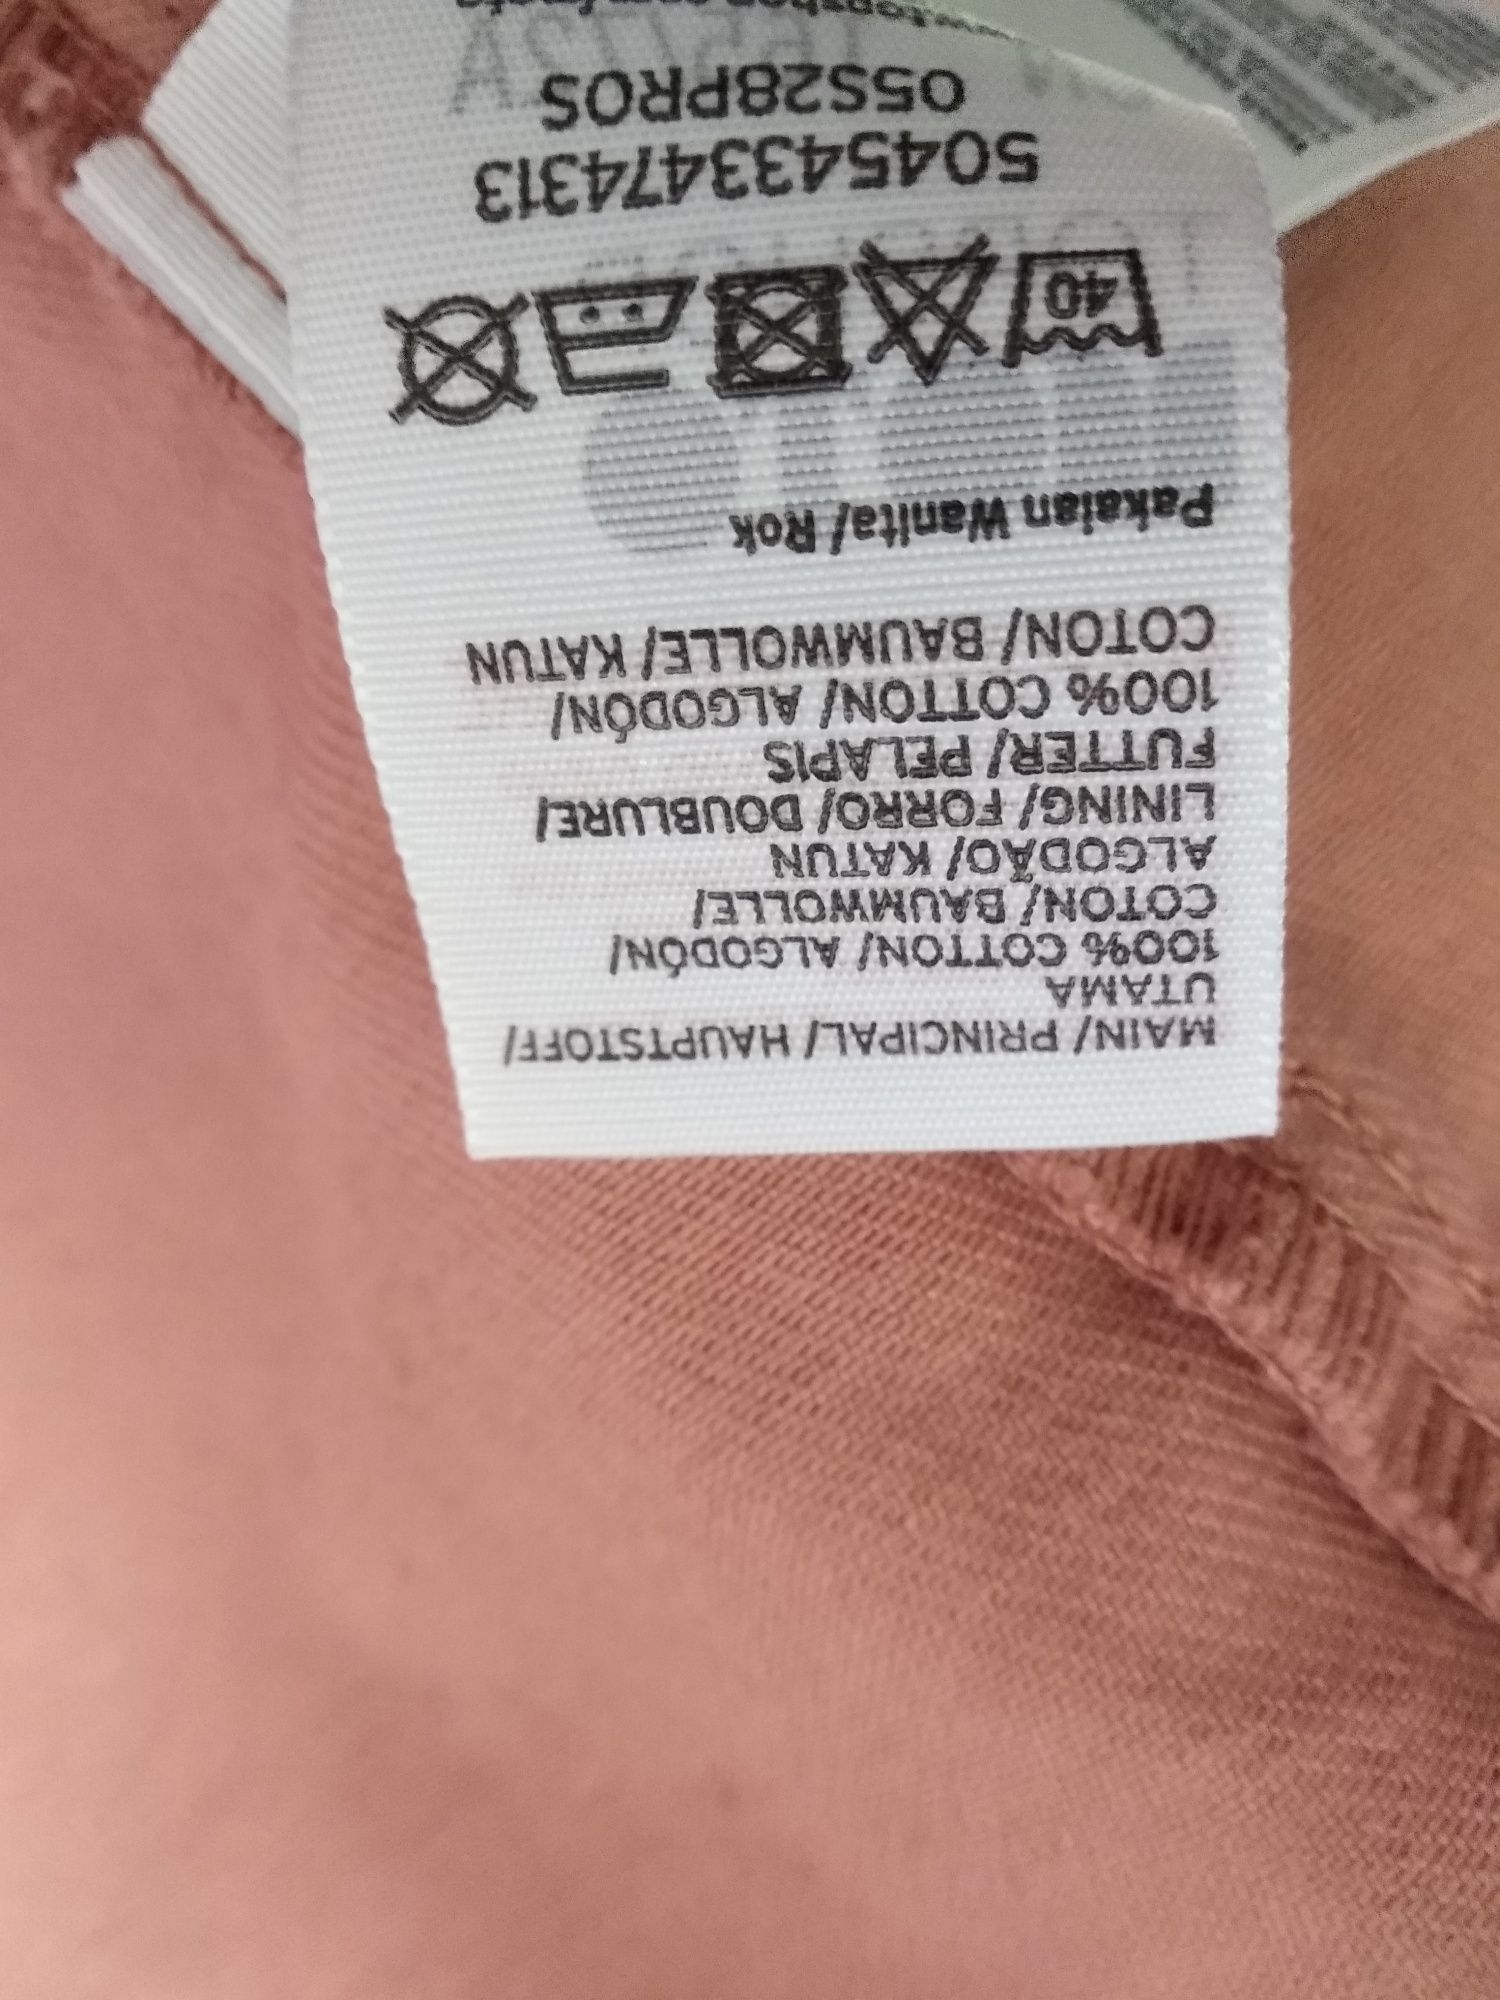 MAIN/ PRINCIPAL/ HAUPTSTOFF/
UTAMA
100% COTTON/ ALGODÓN/
COTON/ BAUMWOLLE/
ALGODÃO/ KATUN
LINING/ FORRO/ DOUBLURE/
FUTTER/ PELAPIS
100% COTTON/ ALGODÓN/
COTON/ BAUMWOLLE/ KATUN
Pakaian Wanita/ Rok
40
5045433474313
05S28PROS